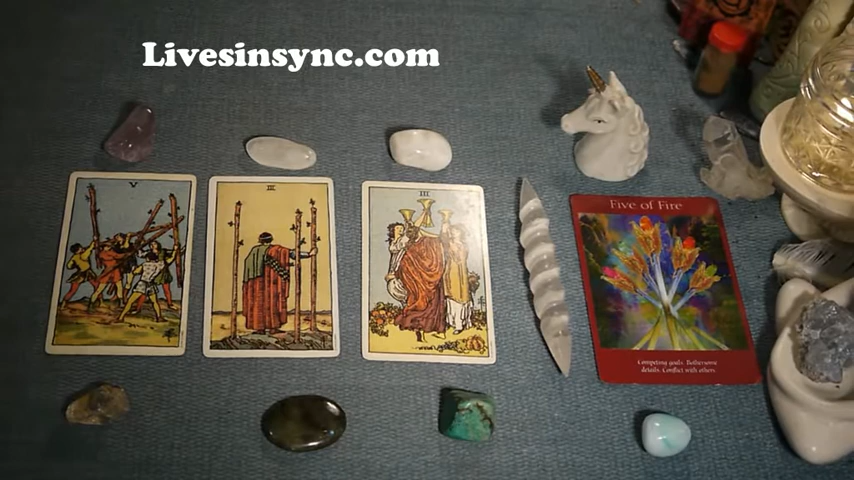 Livesinsync.com
V
III
III
Five of Fire
Competing goals. Bothersome
details. Conflict with others.